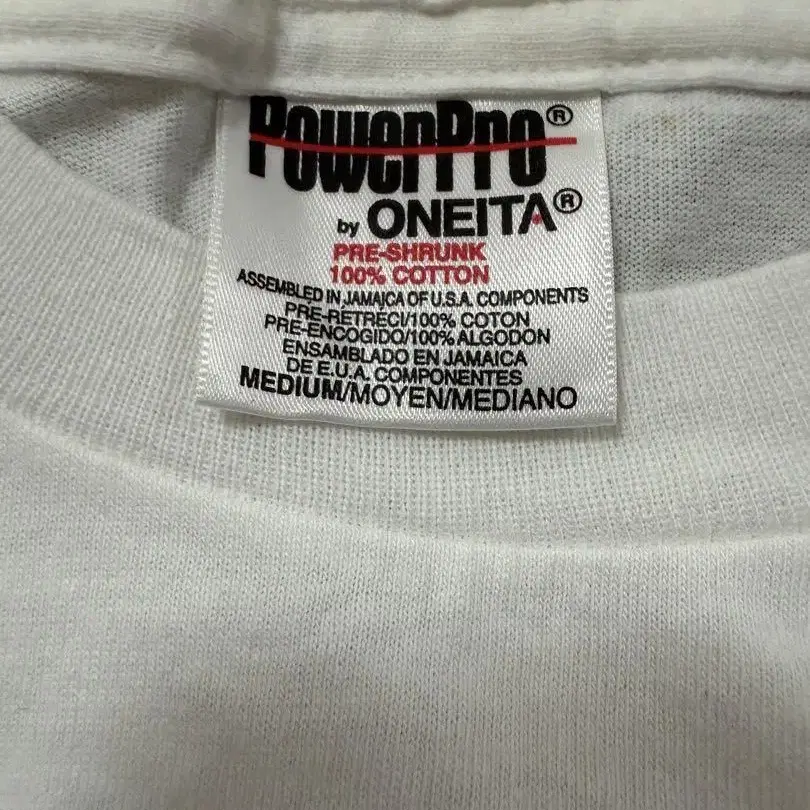 PowerPro®
by ONEITA®
PRE-SHRUNK
100% COTTON
ASSEMBLED IN JAMAICA OF U.S.A. COMPONENTS
PRE-RETRECI/100% COTON
PRE-ENCOGIDO/100% ALGODON
ENSAMBLADO EN JAMAICA
DE E.U.A. COMPONENTES
MEDIUM/MOYEN/MEDIANO